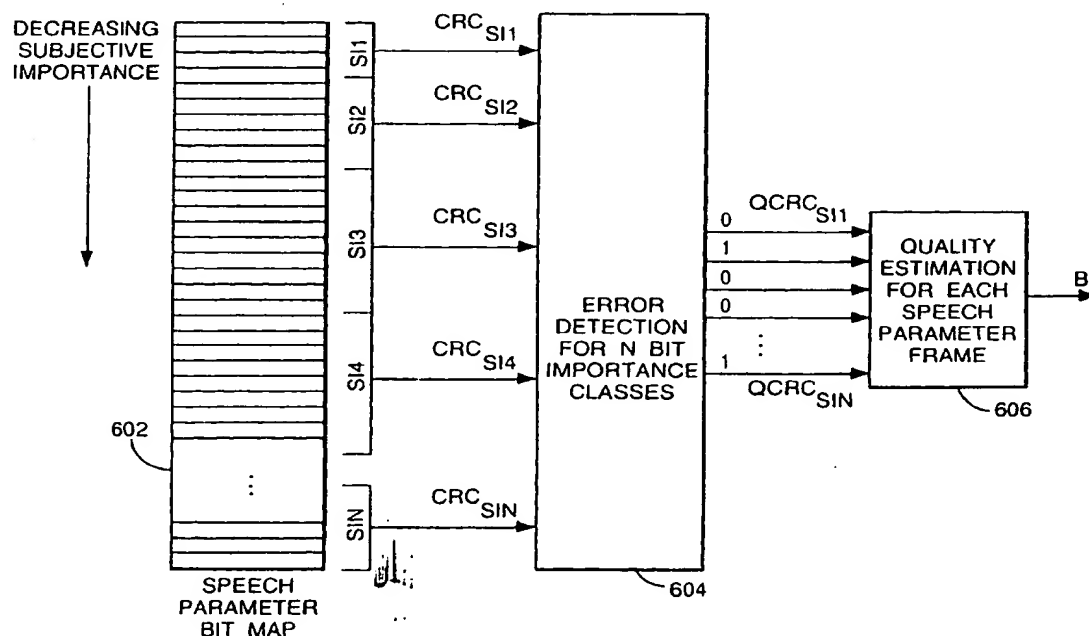 DECREASING
SUBJECTIVE
IMPORTANCE
SI1
SI2
SI3
SI4
SIN
CRC SI1
CRC SI2
CRC SI3
CRC SI4
CRC SIN
602
⋮
SPEECH
PARAMETER
BIT MAP
ERROR
DETECTION
FOR N BIT
IMPORTANCE
CLASSES
604
0 QCRC SI1
1
0
0
⋮
1 QCRC SIN
QUALITY
ESTIMATION
FOR EACH
SPEECH
PARAMETER
FRAME
606
B